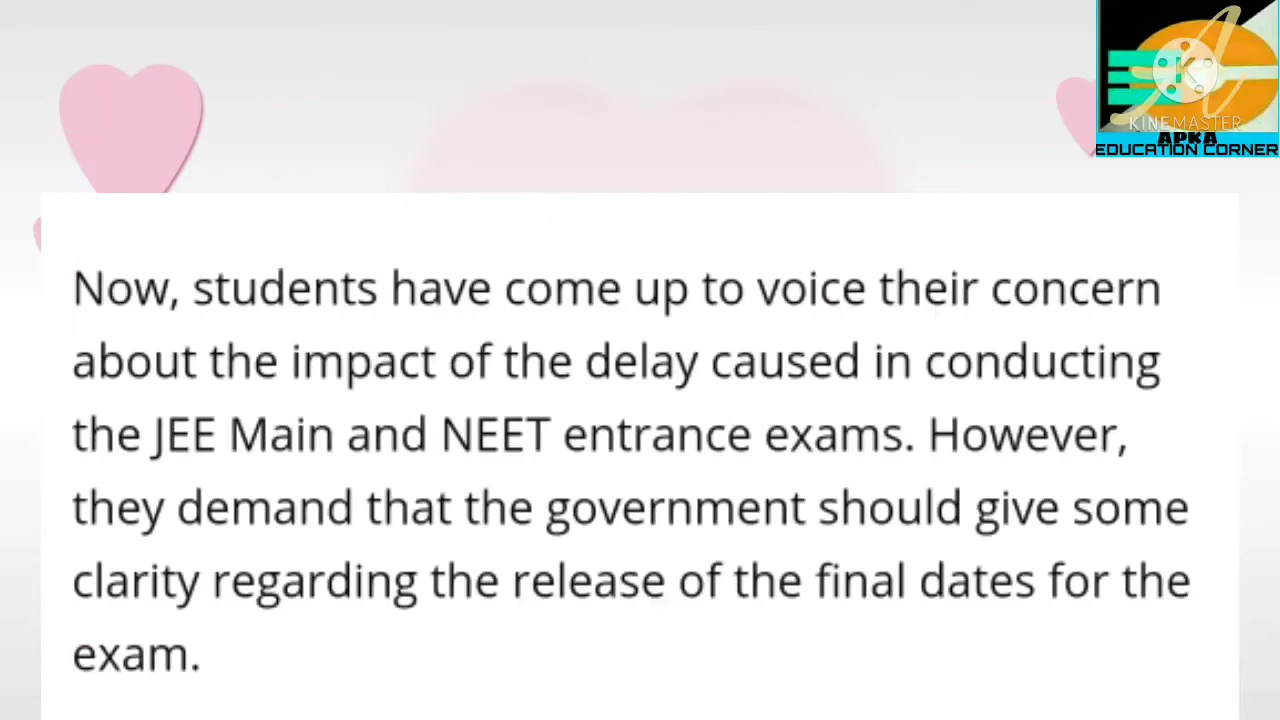 K
KINEMASTER
APKA
EDUCATION CORNER
Now, students have come up to voice their concern
about the impact of the delay caused in conducting
the JEE Main and NEET entrance exams. However,
they demand that the government should give some
clarity regarding the release of the final dates for the
exam.